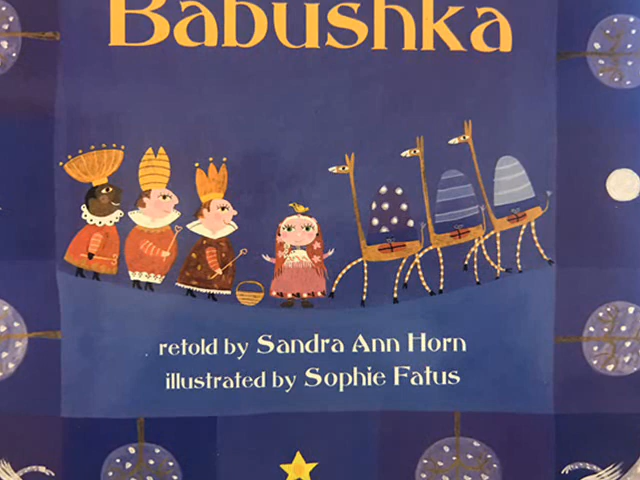 Babushka
retold by Sandra Ann Horn
illustrated by Sophie Fatus